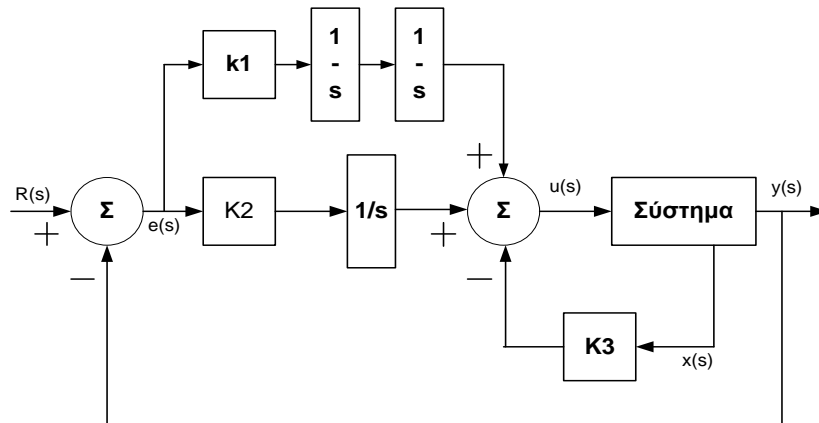 k1
1
-
s
1
-
s
+
R(s)
Σ
+
e(s)
—
K2
1/s
+
Σ
—
u(s)
Σύστημα
y(s)
K3
x(s)